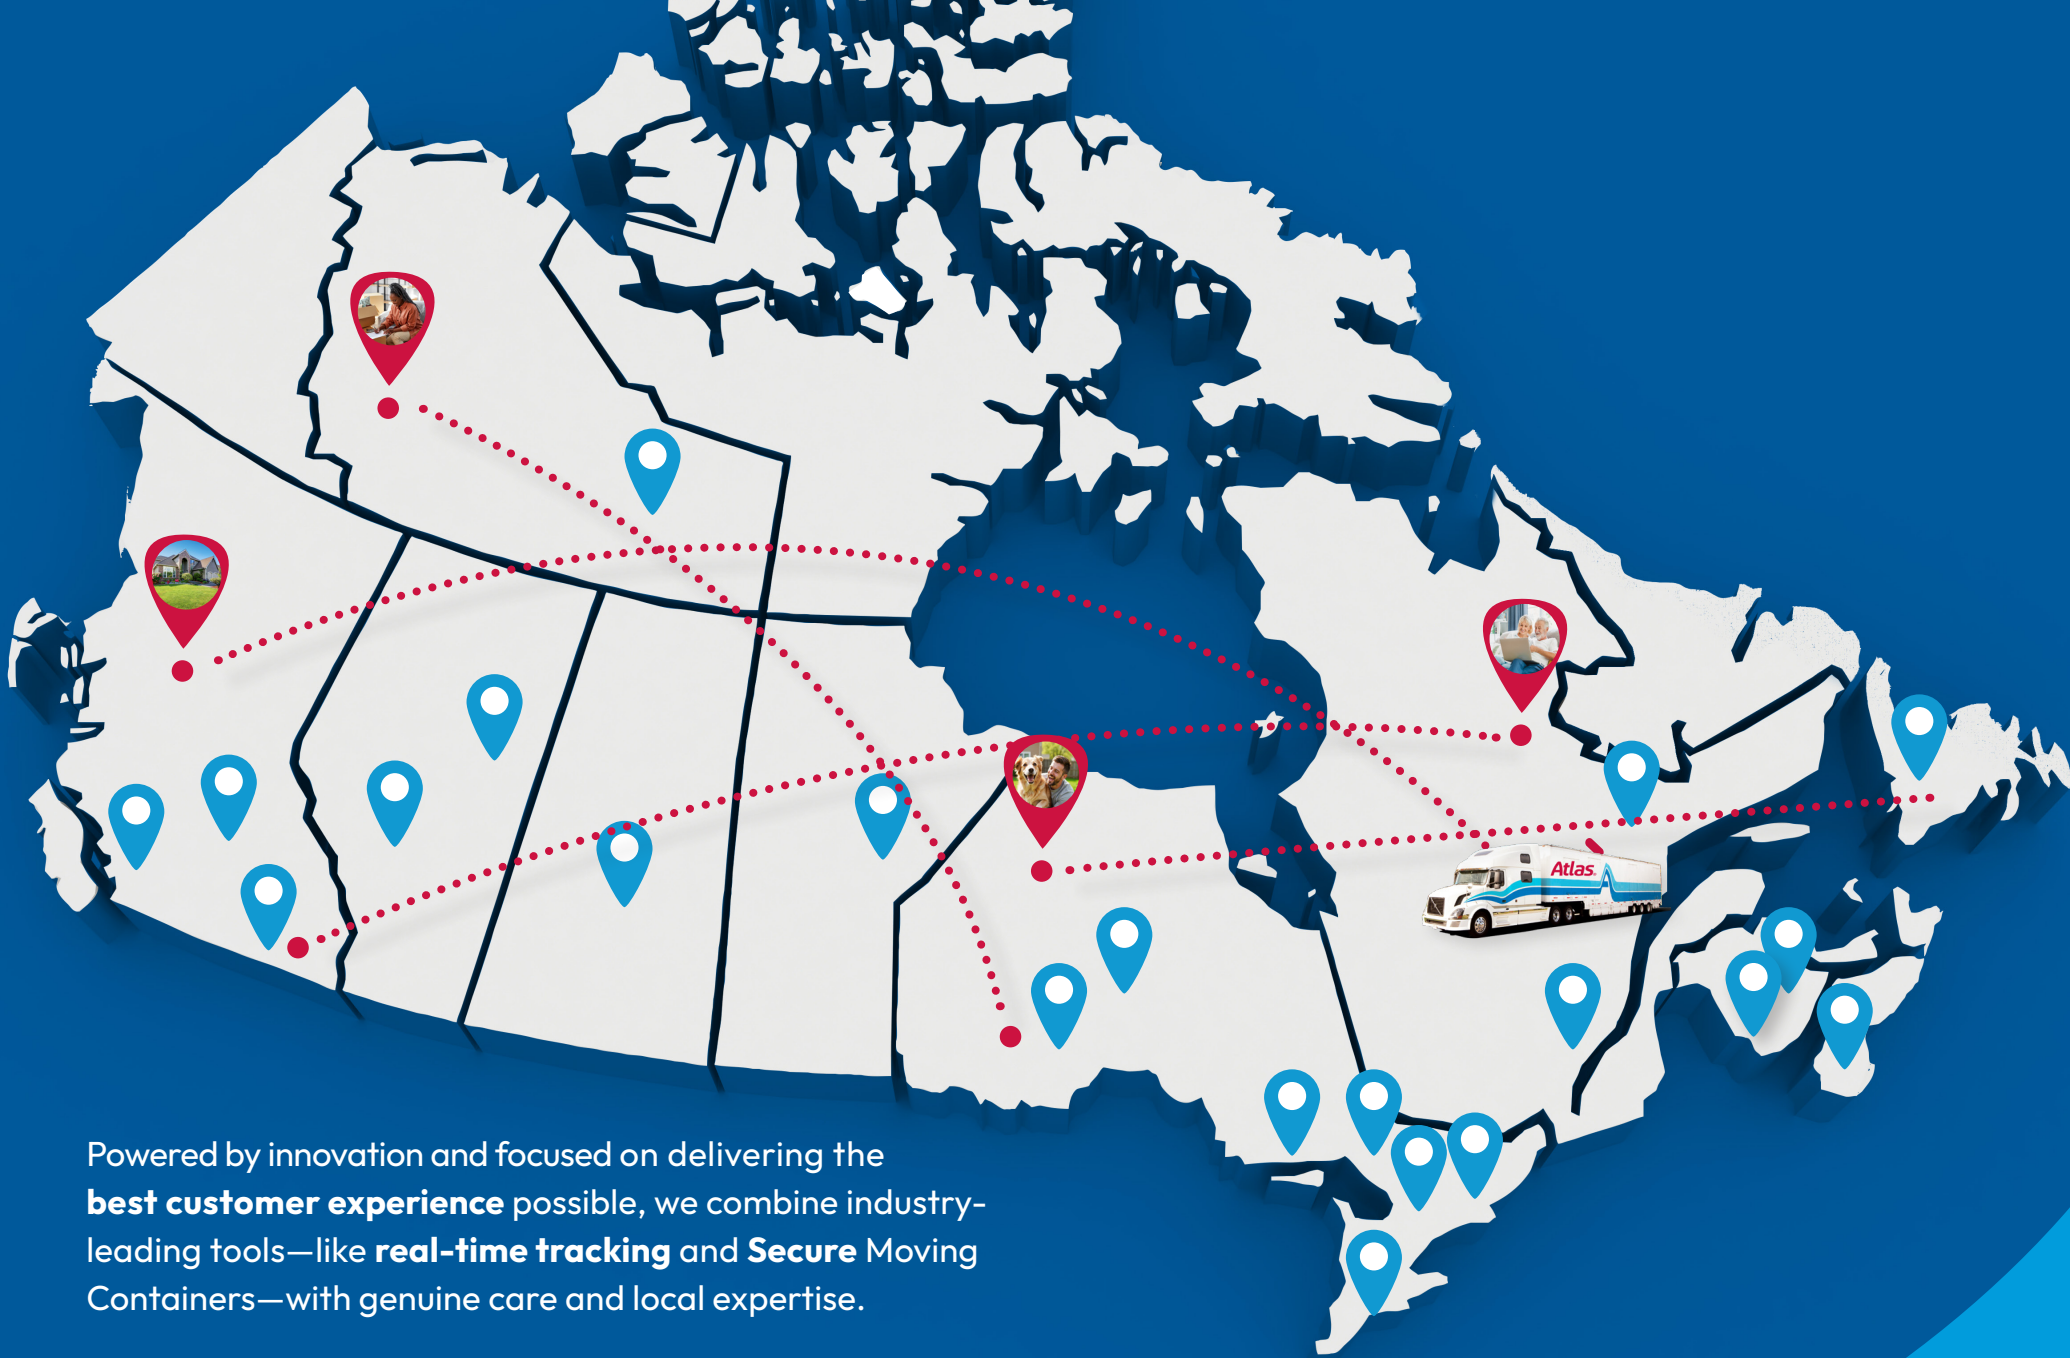 Atlas
Powered by innovation and focused on delivering the
best customer experience possible, we combine industry-
leading tools—like real-time tracking and Secure Moving
Containers—with genuine care and local expertise.